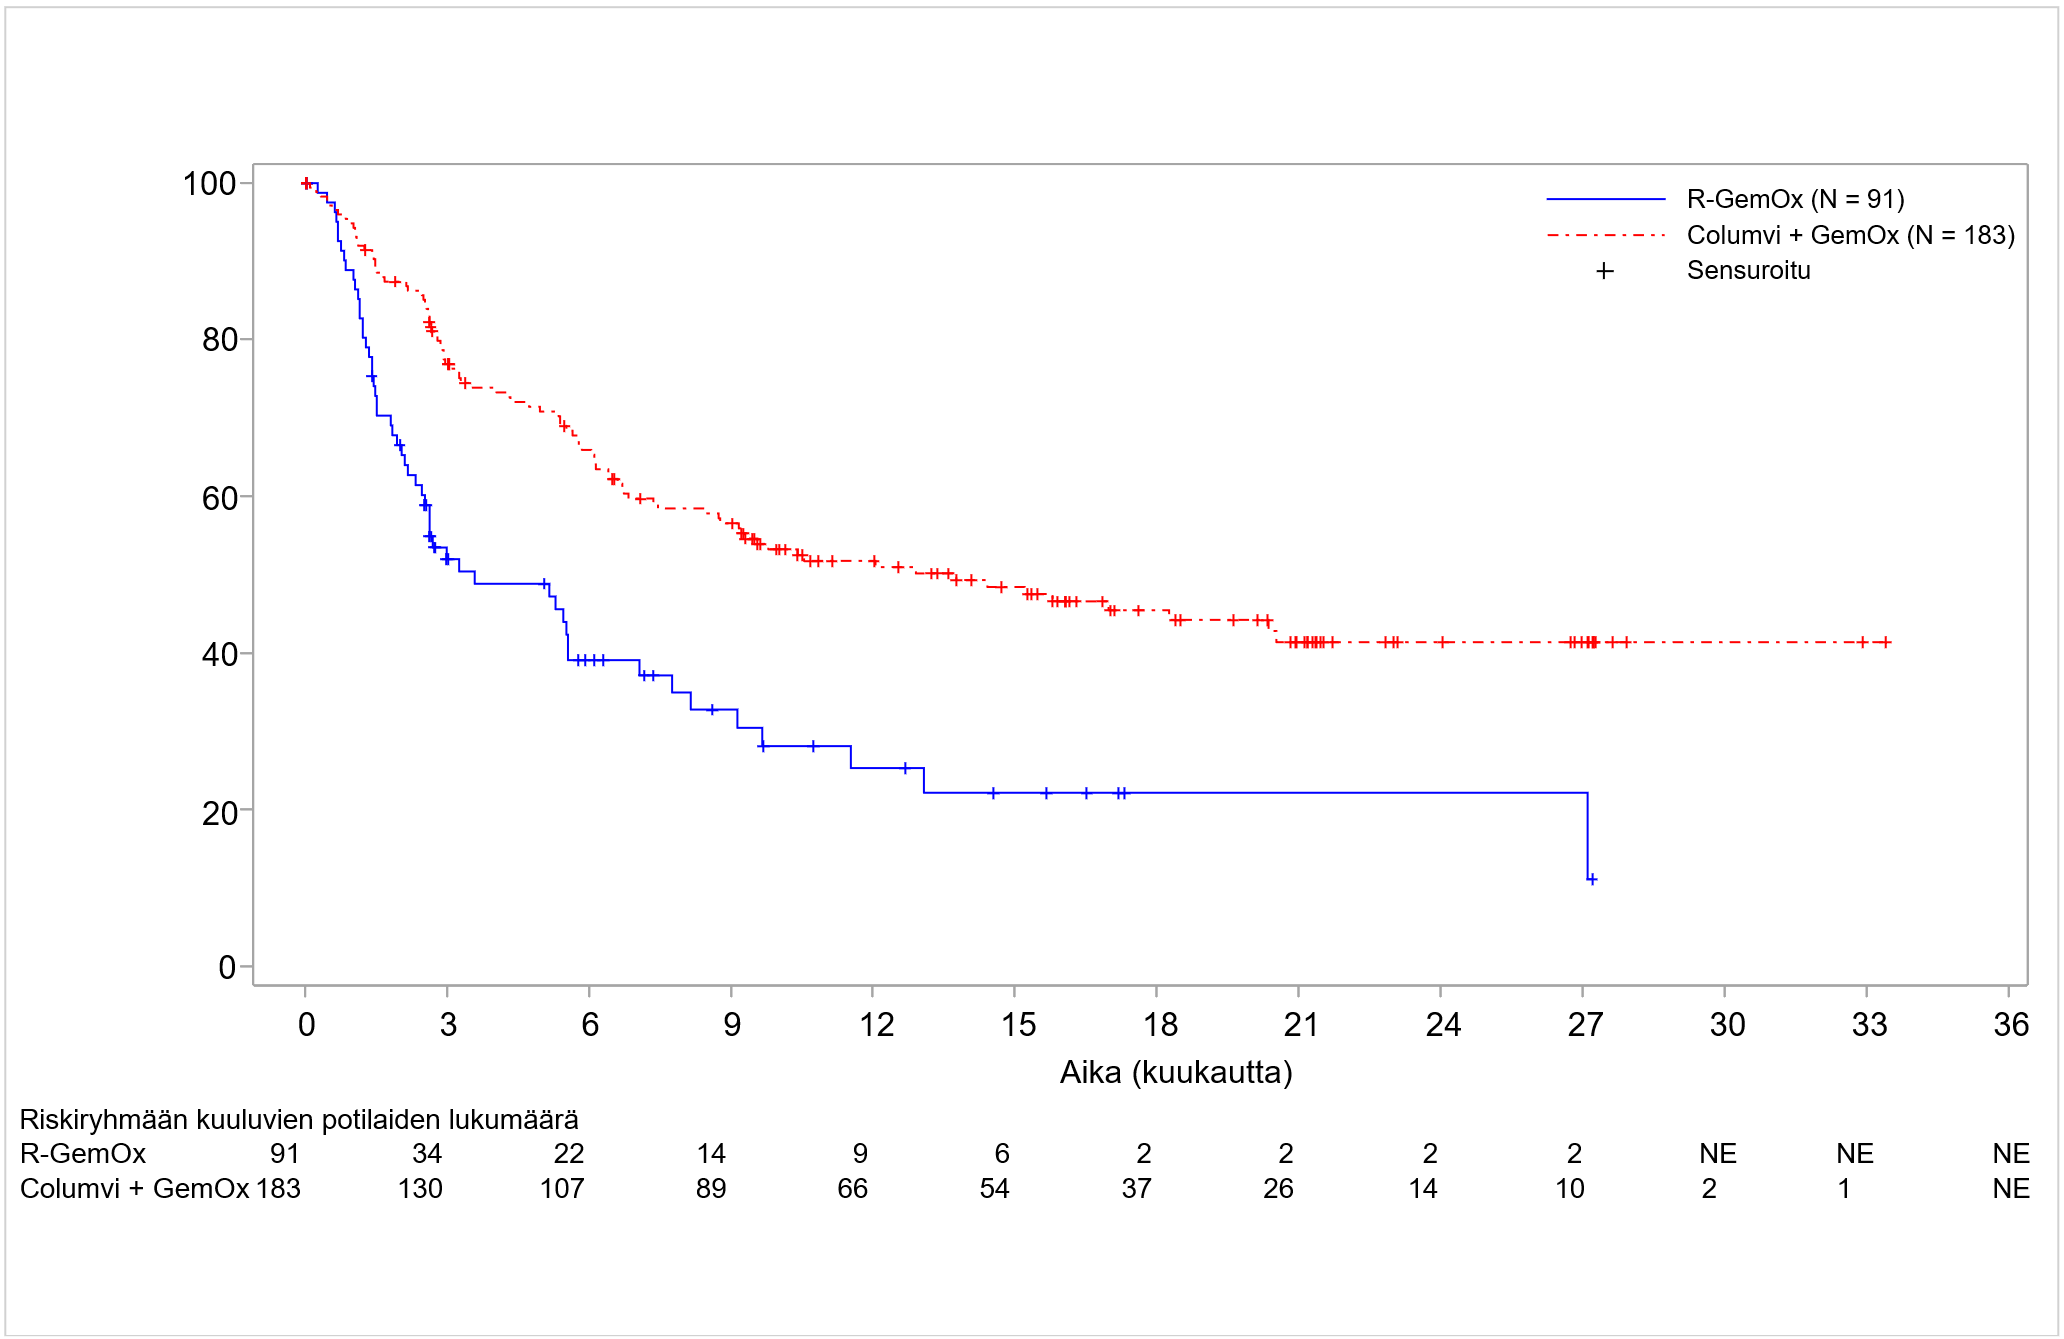 100
80
60
40
20
0
R-GemOx (N = 91)
Columvi + GemOx (N = 183)
Sensuroitu
0 3 6 9 12 15 18 21 24 27 30 33 36
Aika (kuukautta)
Riskiryhmään kuuluvien potilaiden lukumäärä
R-GemOx 91 34 22 14 9 6 2 2 2 2 NE NE NE
Columvi + GemOx 183 130 107 89 66 54 37 26 14 10 2 1 NE